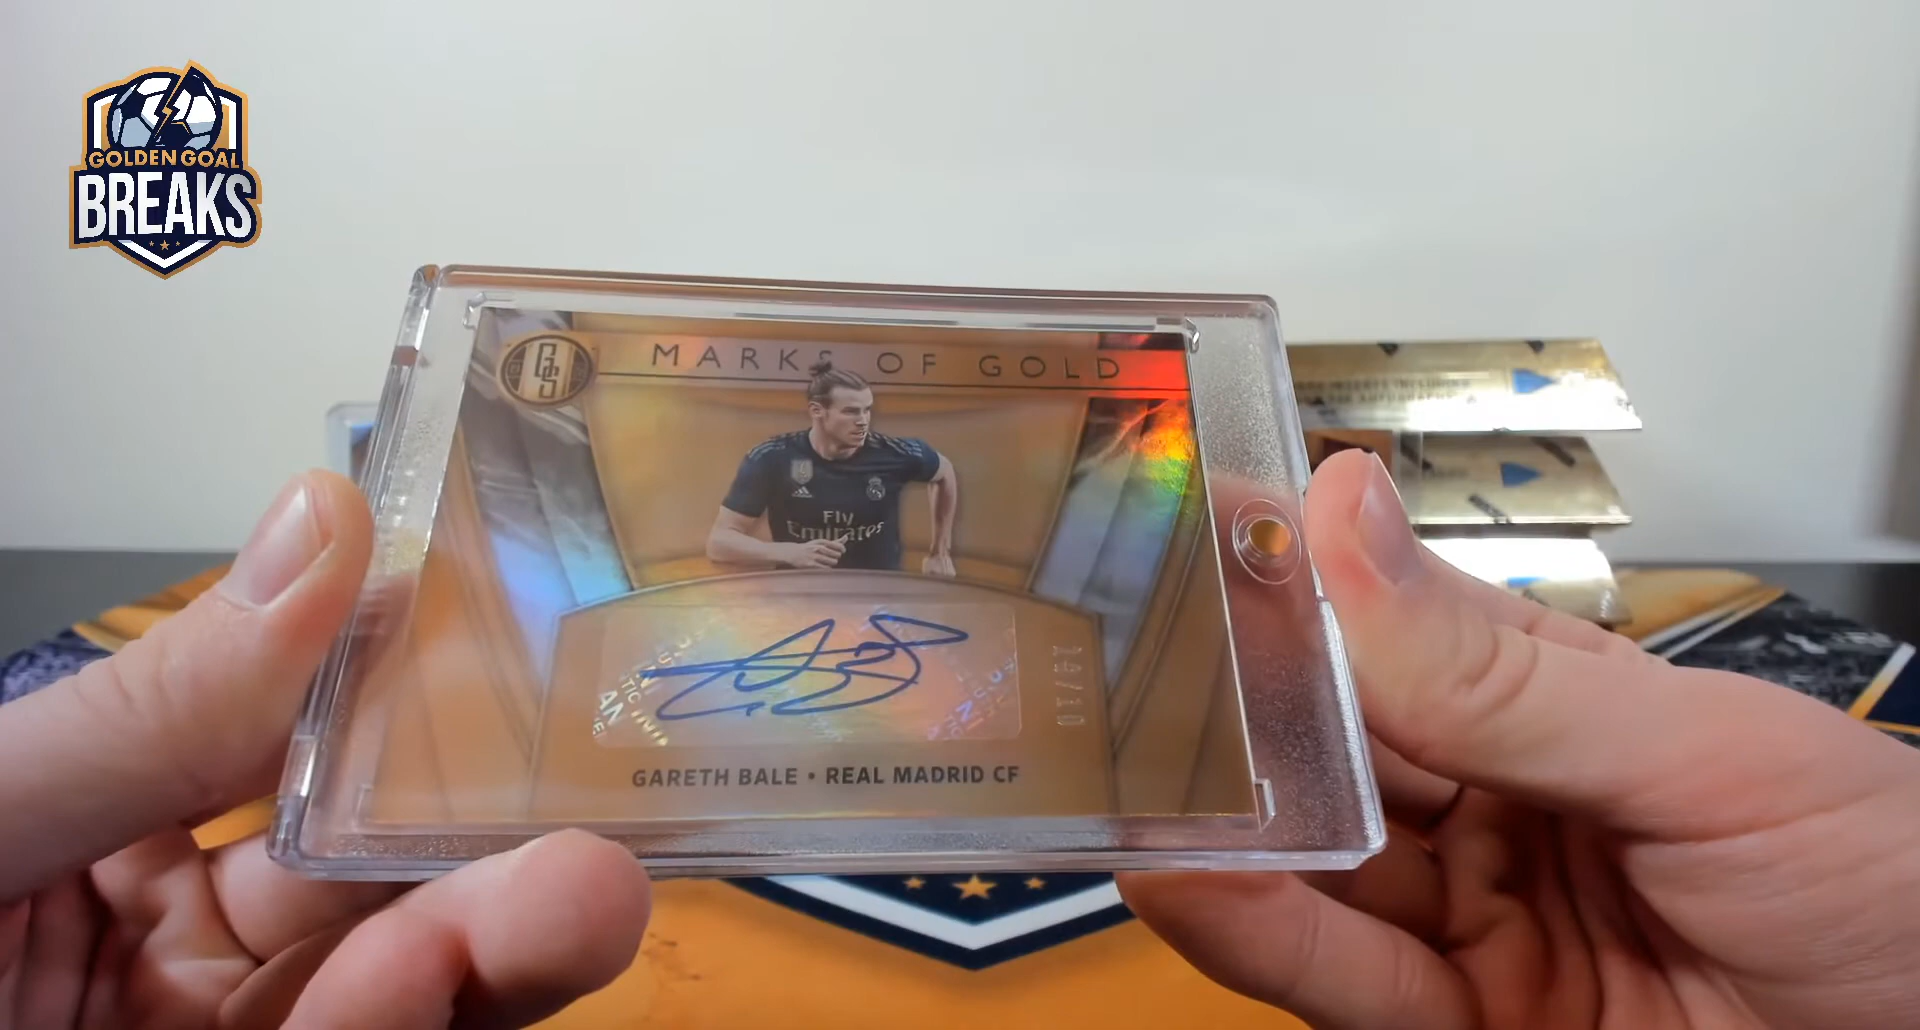 GOLDEN GOAL
BREAKS
GS
MARKS OF GOLD
Fly
Emirates
GARETH BALE • REAL MADRID CF